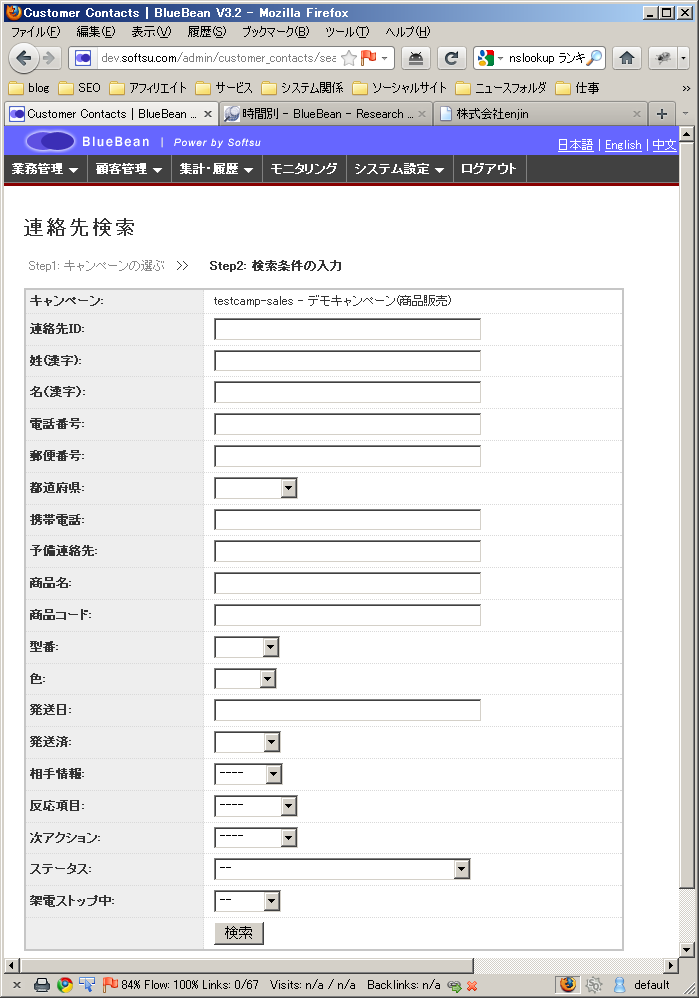 Customer Contacts | BlueBean V3.2 - Mozilla Firefox
ファイル(F) 編集(E) 表示(V) 履歴(S) ブックマーク(B) ツール(T) ヘルプ(H)
dev.softsu.com/admin/customer_contacts/sea nslookup ランキ
blog SEO アフィリエイト サービス システム関係 ソーシャルサイト ニュースフォルダ 仕事 »
Customer Contacts | BlueBean ... × 時間別 - BlueBean - Research ... × 株式会社enjin × +
BlueBean | Power by Softsu 日本語 | English | 中文
業務管理 顧客管理 集計・履歴 モニタリング システム設定 ログアウト
連絡先検索
Step1: キャンペーンの選ぶ >> Step2: 検索条件の入力
キャンペーン: testcamp-sales - デモキャンペーン(商品販売)
連絡先ID:
姓(漢字):
名(漢字):
電話番号:
郵便番号:
都道府県:
携帯電話:
予備連絡先:
商品名:
商品コード:
型番:
色:
発送日:
発送済:
相手情報: ----
反応項目: ----
次アクション: ----
ステータス: --
架電ストップ中: --
検索
× 84% Flow: 100% Links: 0/67 Visits: n/a / n/a Backlinks: n/a default